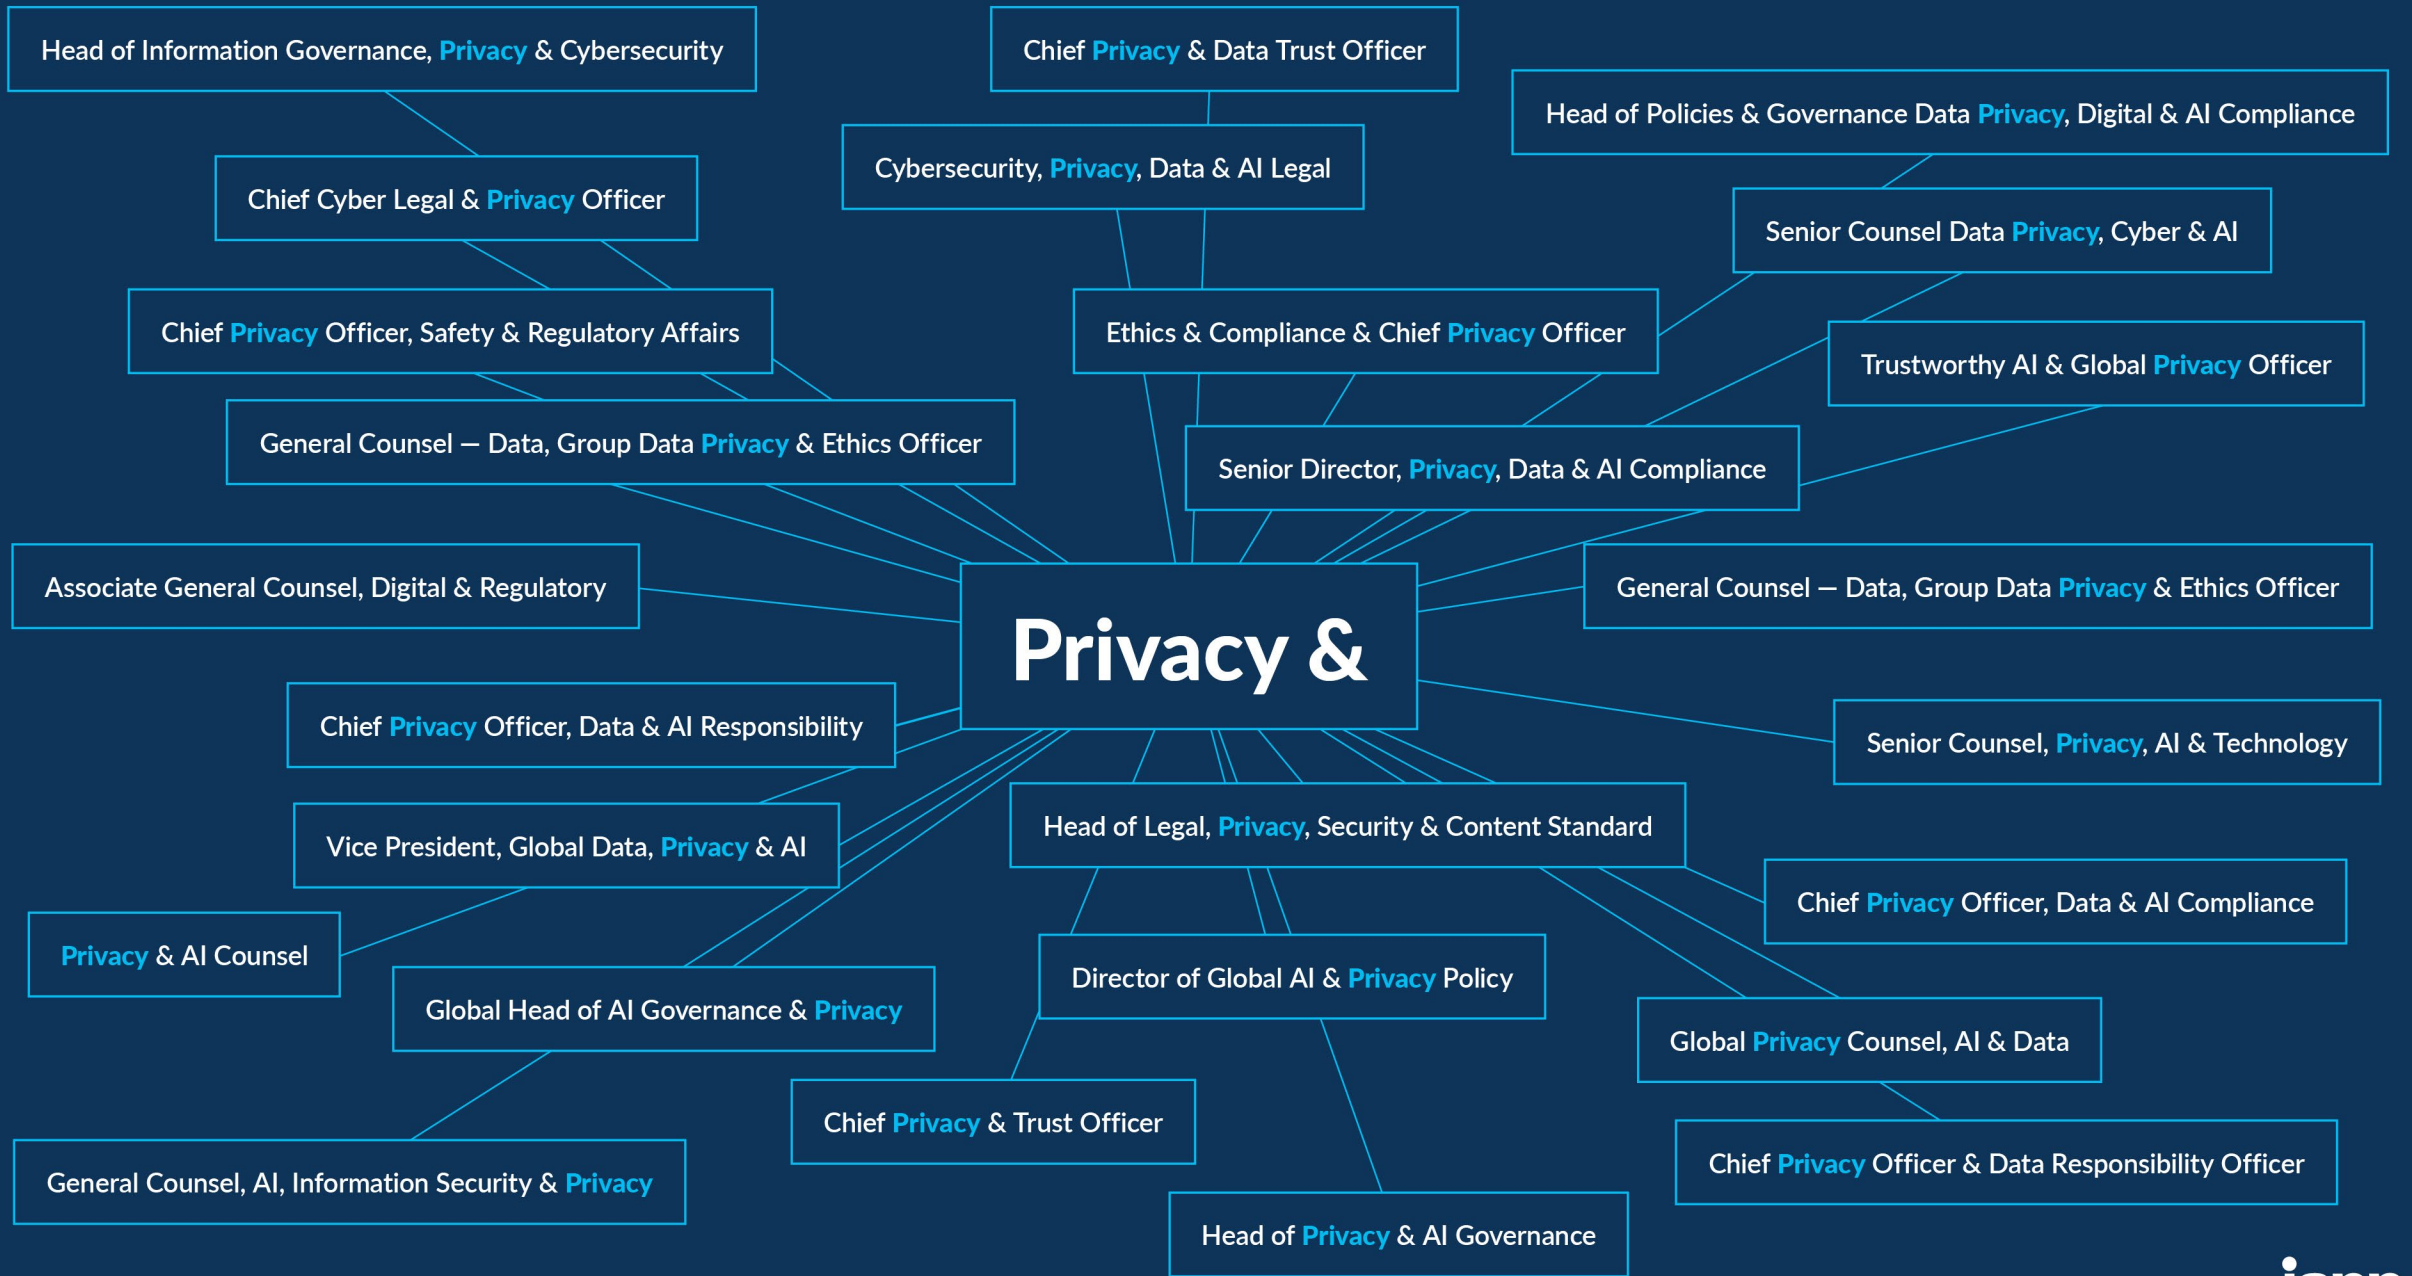 Head of Information Governance, Privacy & Cybersecurity
Chief Privacy & Data Trust Officer
Head of Policies & Governance Data Privacy, Digital & AI Compliance
Cybersecurity, Privacy, Data & AI Legal
Chief Cyber Legal & Privacy Officer
Senior Counsel Data Privacy, Cyber & AI
Chief Privacy Officer, Safety & Regulatory Affairs
Ethics & Compliance & Chief Privacy Officer
Trustworthy AI & Global Privacy Officer
General Counsel — Data, Group Data Privacy & Ethics Officer
Senior Director, Privacy, Data & AI Compliance
Associate General Counsel, Digital & Regulatory
General Counsel — Data, Group Data Privacy & Ethics Officer
Privacy &
Chief Privacy Officer, Data & AI Responsibility
Senior Counsel, Privacy, AI & Technology
Head of Legal, Privacy, Security & Content Standard
Vice President, Global Data, Privacy & AI
Chief Privacy Officer, Data & AI Compliance
Privacy & AI Counsel
Director of Global AI & Privacy Policy
Global Head of AI Governance & Privacy
Global Privacy Counsel, AI & Data
Chief Privacy & Trust Officer
Chief Privacy Officer & Data Responsibility Officer
General Counsel, AI, Information Security & Privacy
Head of Privacy & AI Governance